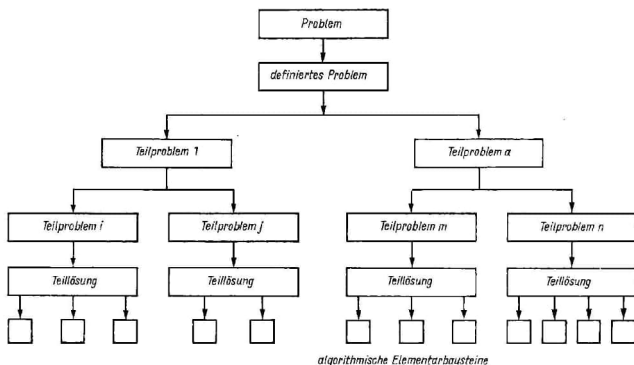 Problem
definiertes Problem
Teilproblem 1
Teilproblem a
Teilproblem i
Teilproblem j
Teilproblem m
Teilproblem n
Teillösung
Teillösung
Teillösung
Teillösung
algorithmische Elementarbausteine